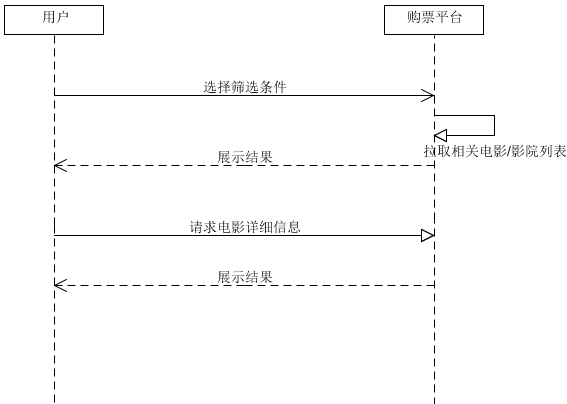 用户
购票平台
选择筛选条件
拉取相关电影/影院列表
展示结果
请求电影详细信息
展示结果